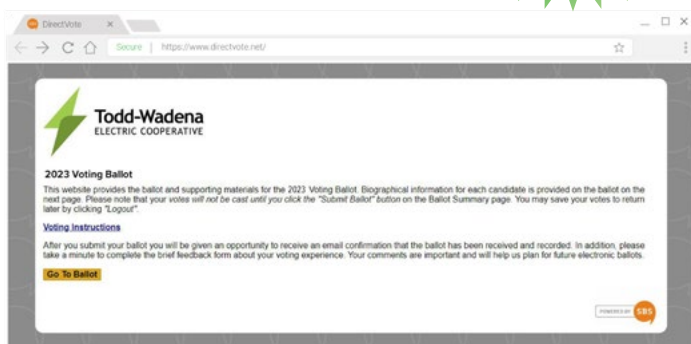 DirectVote
Secure | https://www.directvote.net/
Todd-Wadena
ELECTRIC COOPERATIVE
2023 Voting Ballot
This website provides the ballot and supporting materials for the 2023 Voting Ballot. Biographical information for each candidate is provided on the ballot on the
next page. Please note that your votes will not be cast until you click the "Submit Ballot" button on the Ballot Summary page. You may save your votes to return
later by clicking "Logout".
Voting Instructions
After you submit your ballot you will be given an opportunity to receive an email confirmation that the ballot has been received and recorded. In addition, please
take a minute to complete the brief feedback form about your voting experience. Your comments are important and will help us plan for future electronic ballots.
Go To Ballot
POWERED BY SBS